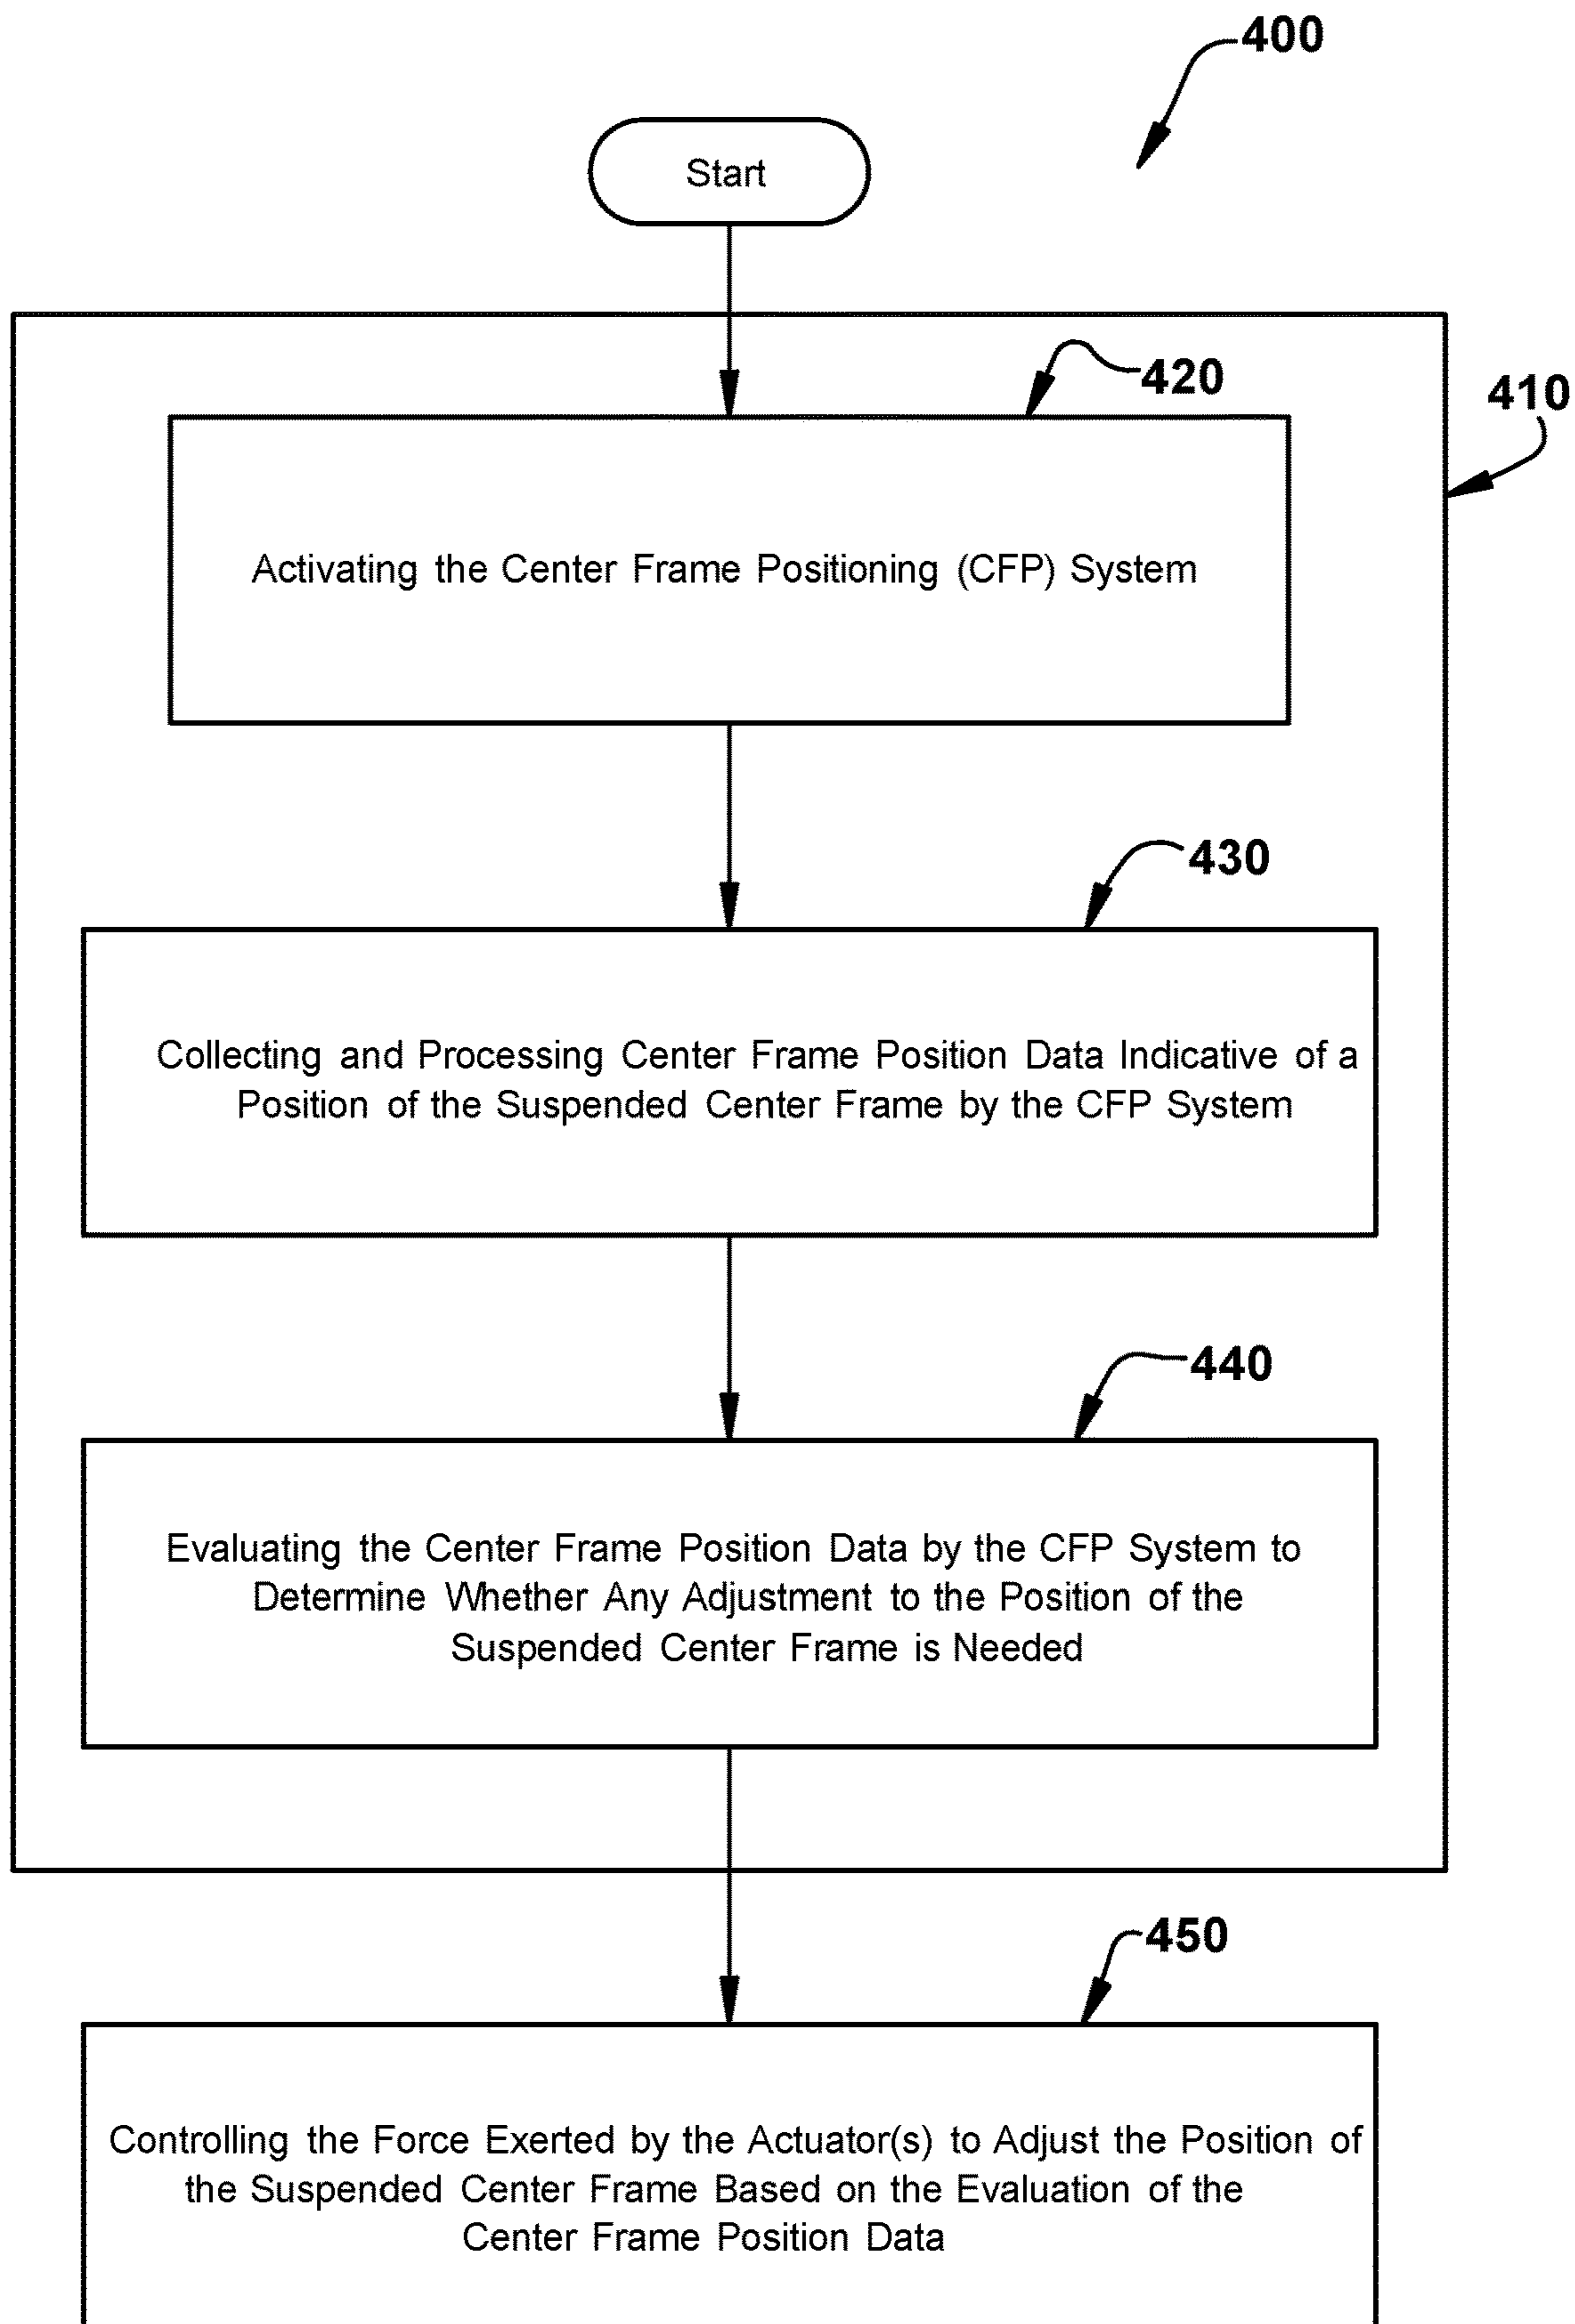 400
Start
420
410
Activating the Center Frame Positioning (CFP) System
430
Collecting and Processing Center Frame Position Data Indicative of a
Position of the Suspended Center Frame by the CFP System
440
Evaluating the Center Frame Position Data by the CFP System to
Determine Whether Any Adjustment to the Position of the
Suspended Center Frame is Needed
450
Controlling the Force Exerted by the Actuator(s) to Adjust the Position of
the Suspended Center Frame Based on the Evaluation of the
Center Frame Position Data